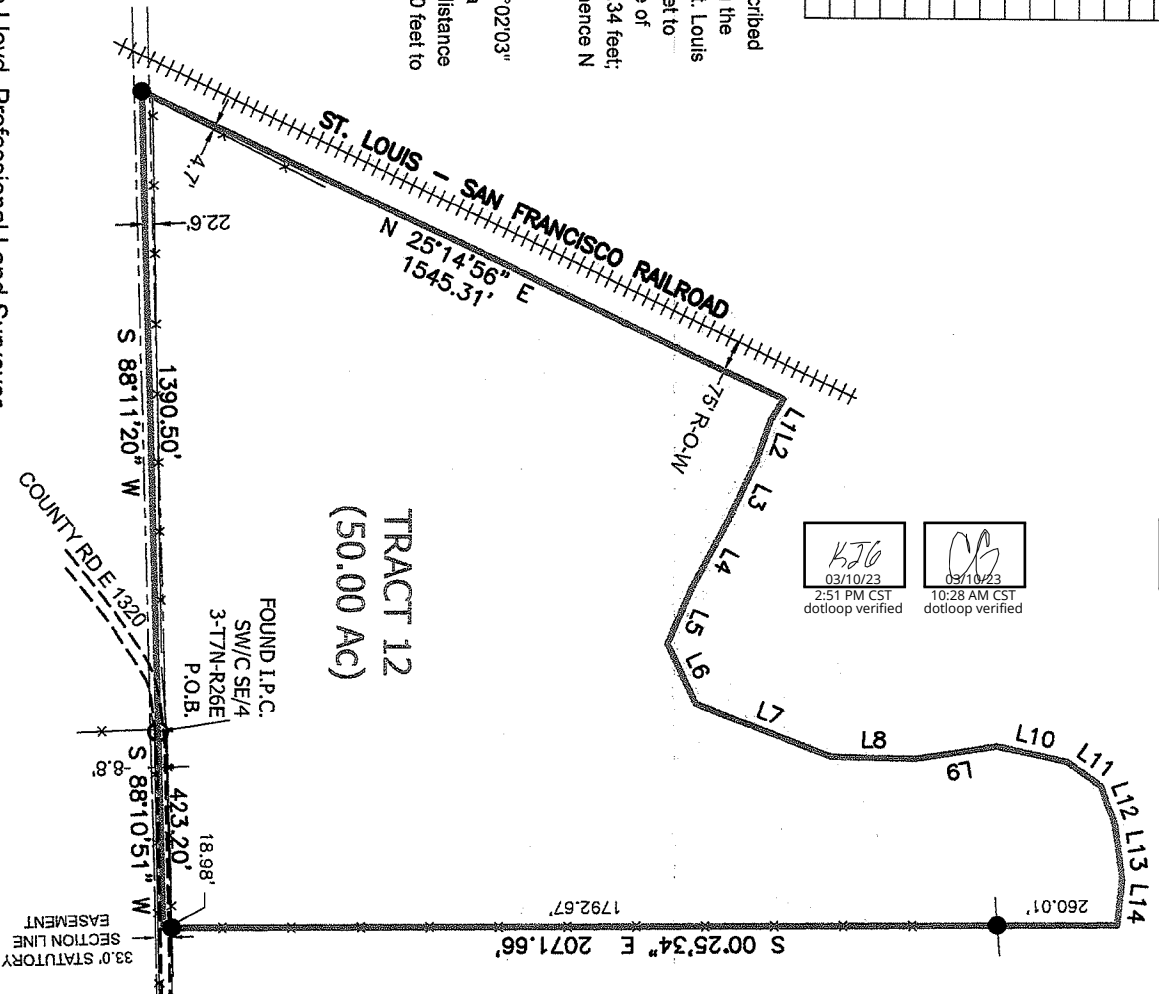 cribed
the
t. Louis
et to
e of
34 feet;
nence N
°02'03"
a
distance
0 feet to
Lloyd, Professional Land Surveyor
ST. LOUIS – SAN FRANCISCO RAILROAD
N 25°14'56" E
1545.31'
4.7'
22.6'
75' R-O-W
1390.50'
S 88°11'20" W
COUNTY RD E 1320
TRACT 12
(50.00 Ac)
FOUND I.P.C.
SW/C SE/4
3-T7N-R26E
P.O.B.
8.8'
423.20'
S 88°10'51" W
18.98'
33.0' STATUTORY
SECTION LINE
EASEMENT
1792.67'
S 00°25'34" E 2071.66'
260.01'
L1
L2
L3
L4
L5
L6
L7
L8
L9
L10
L11
L12
L13
L14
KJG
03/10/23
2:51 PM CST
dotloop verified
CG
03/10/23
10:28 AM CST
dotloop verified